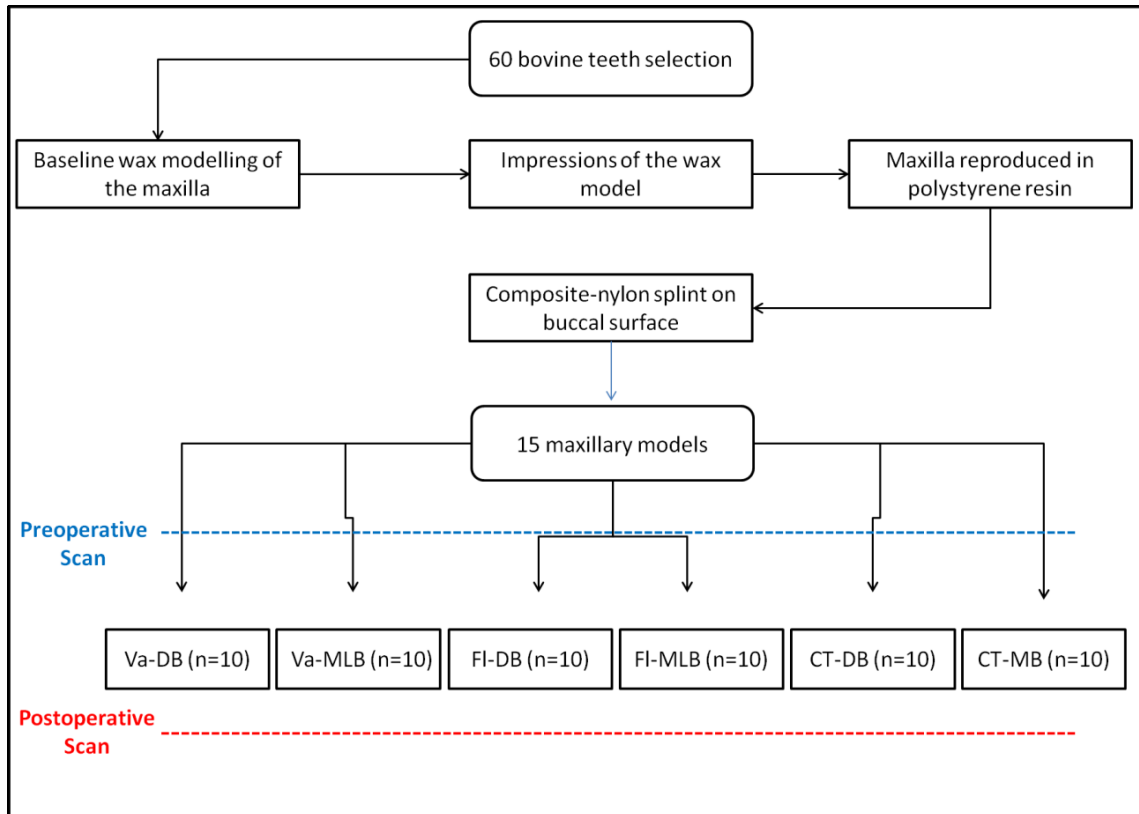 60 bovine teeth selection
Baseline wax modelling of
the maxilla
Impressions of the wax
model
Maxilla reproduced in
polystyrene resin
Composite-nylon splint on
buccal surface
15 maxillary models
Preoperative
Scan
Va-DB (n=10)
Va-MLB (n=10)
Fl-DB (n=10)
Fl-MLB (n=10)
CT-DB (n=10)
CT-MB (n=10)
Postoperative
Scan